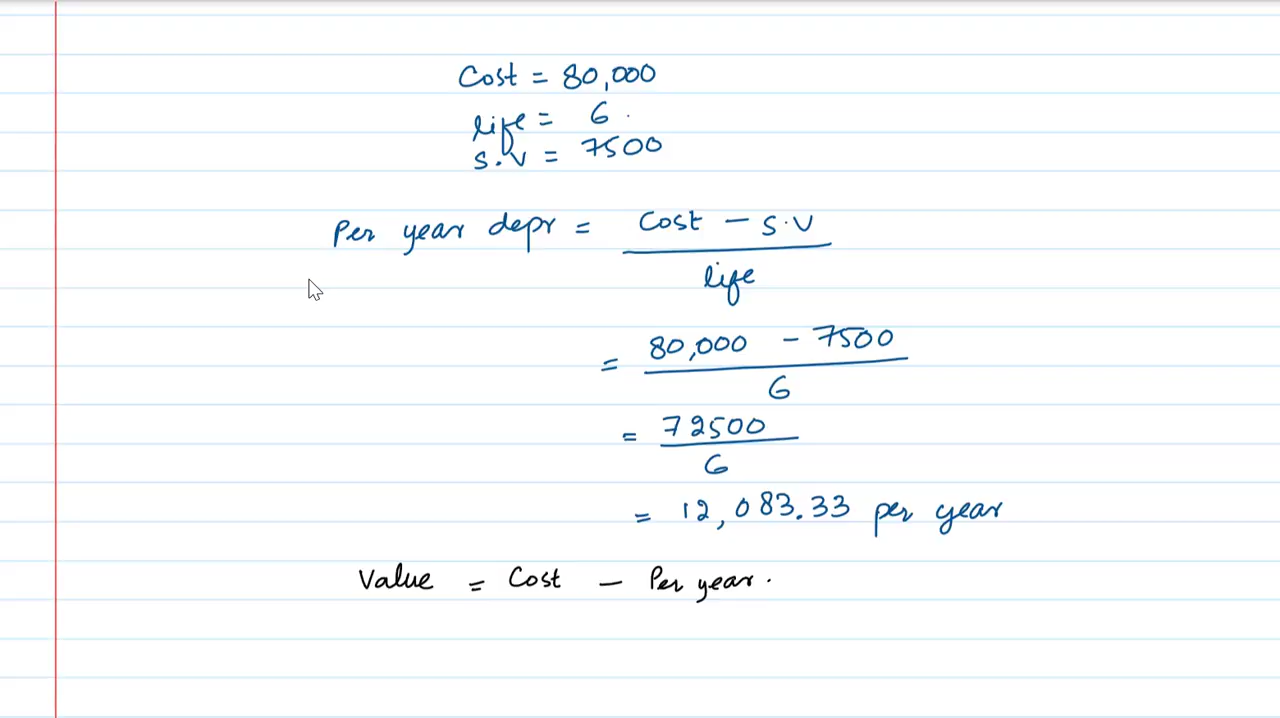 Cost = 80,000
life = 6
S.V = 7500
Per year depr = Cost - S.V
life
= 80,000 - 7500
6
= 72500
6
= 12,083.33 per year
Value = Cost - Per year.